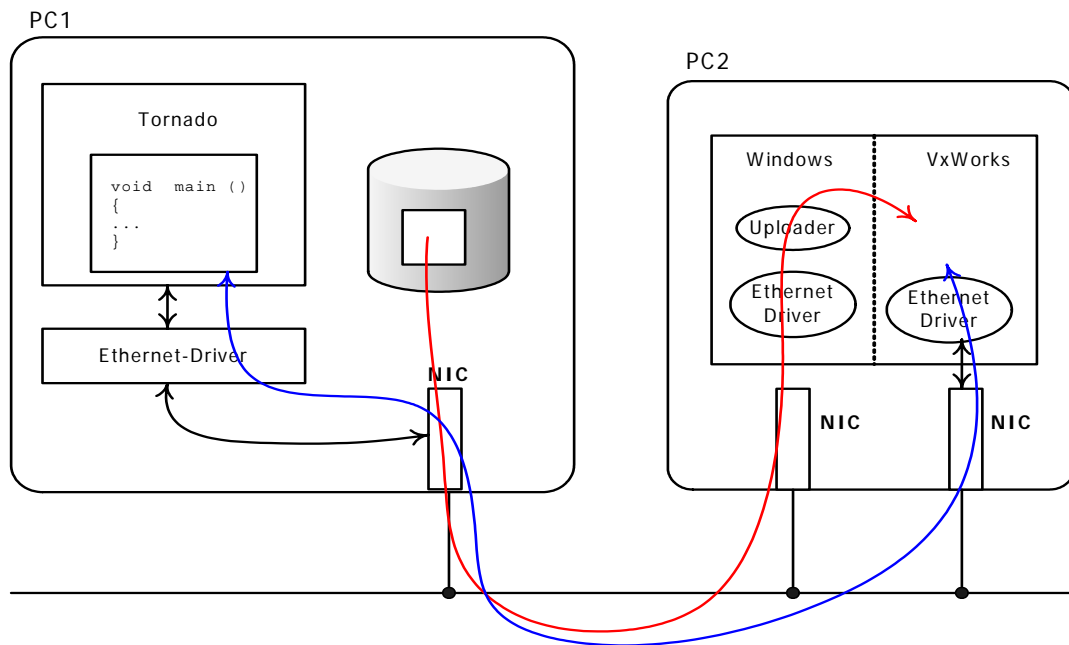 PC1
Tornado
void main ()
{
...
}
Ethernet-Driver
NIC
PC2
Windows
VxWorks
Uploader
Ethernet
Driver
Ethernet
Driver
NIC
NIC